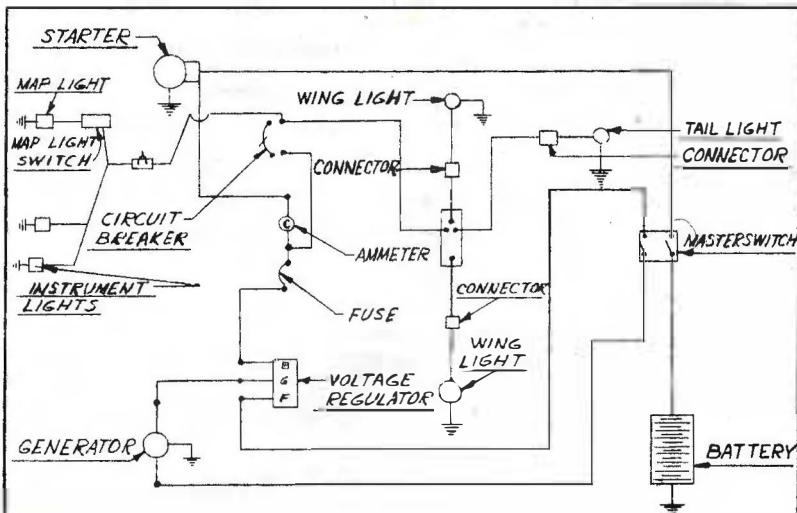 STARTER
MAP LIGHT
MAP LIGHT
SWITCH
WING LIGHT
TAIL LIGHT
CONNECTOR
CONNECTOR
CIRCUIT
BREAKER
C
AMMETER
MASTERSWITCH
INSTRUMENT
LIGHTS
FUSE
CONNECTOR
WING
LIGHT
B
G
F
VOLTAGE
REGULATOR
GENERATOR
BATTERY